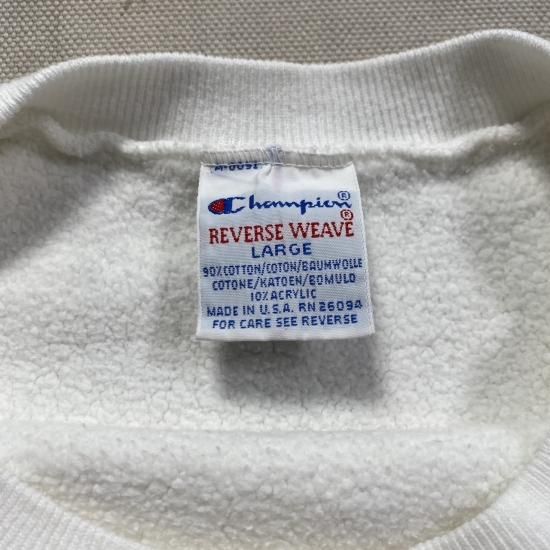 Champion®
REVERSE WEAVE®
LARGE
90% COTTON/COTON/BAUMWOLLE
COTONE/KATOEN/BOMULD
10% ACRYLIC
MADE IN U.S.A. RN 26094
FOR CARE SEE REVERSE